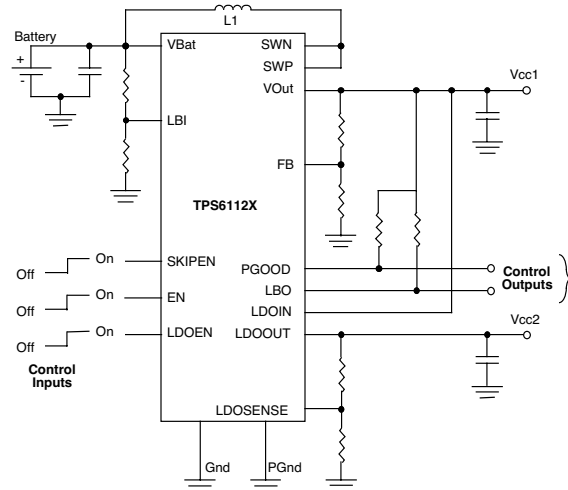 L1
Battery
+
-
VBat
SWN
SWP
VOut
Vcc1
LBI
FB
TPS6112X
Off
On
SKIPEN
PGOOD
Control
Outputs
Off
On
EN
LBO
LDOIN
Off
On
LDOEN
LDOOUT
Vcc2
Control
Inputs
LDOSENSE
Gnd
PGnd